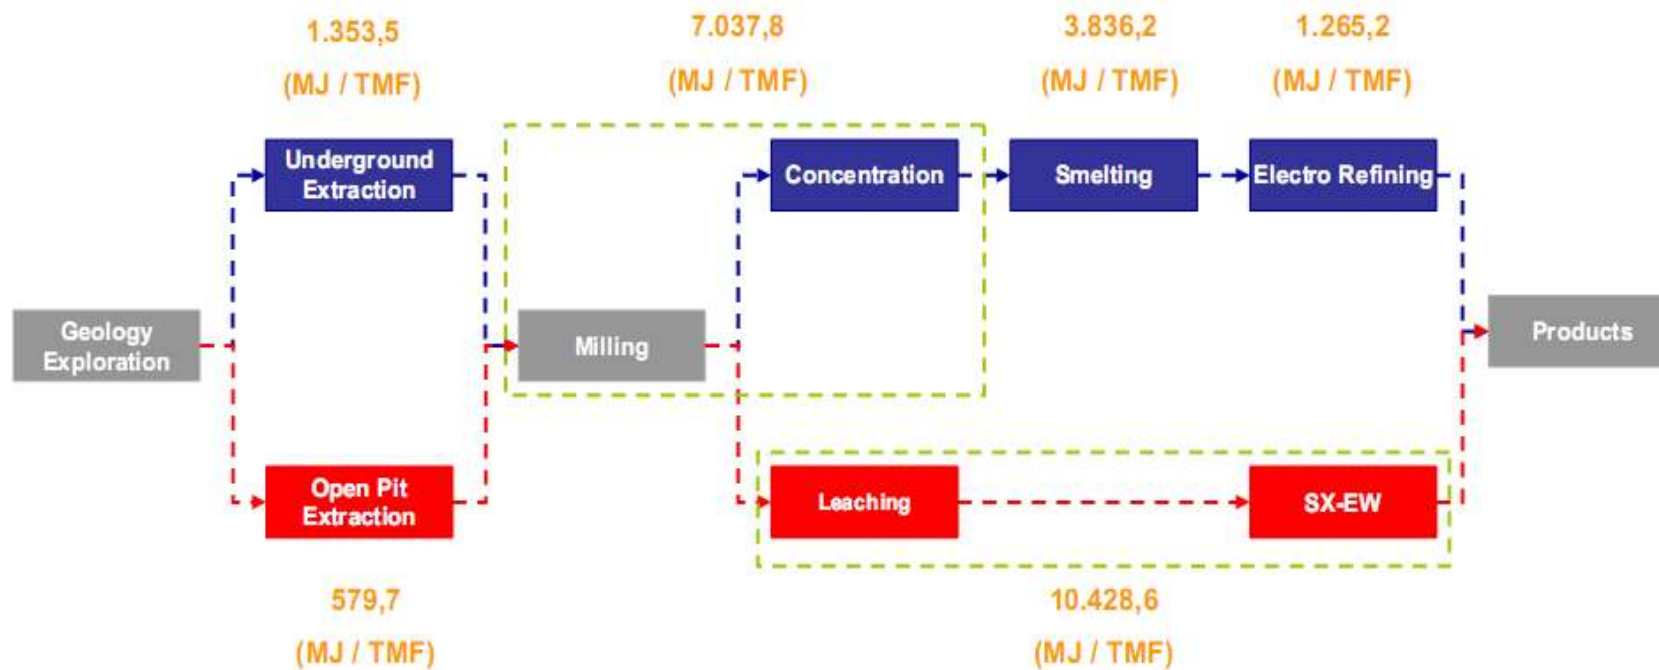 1.353,5
(MJ / TMF)
7.037,8
(MJ / TMF)
3.836,2
(MJ / TMF)
1.265,2
(MJ / TMF)
Underground
Extraction
Concentration
Smelting
Electro Refining
Geology
Exploration
Milling
Products
Open Pit
Extraction
Leaching
SX-EW
579,7
(MJ / TMF)
10.428,6
(MJ / TMF)